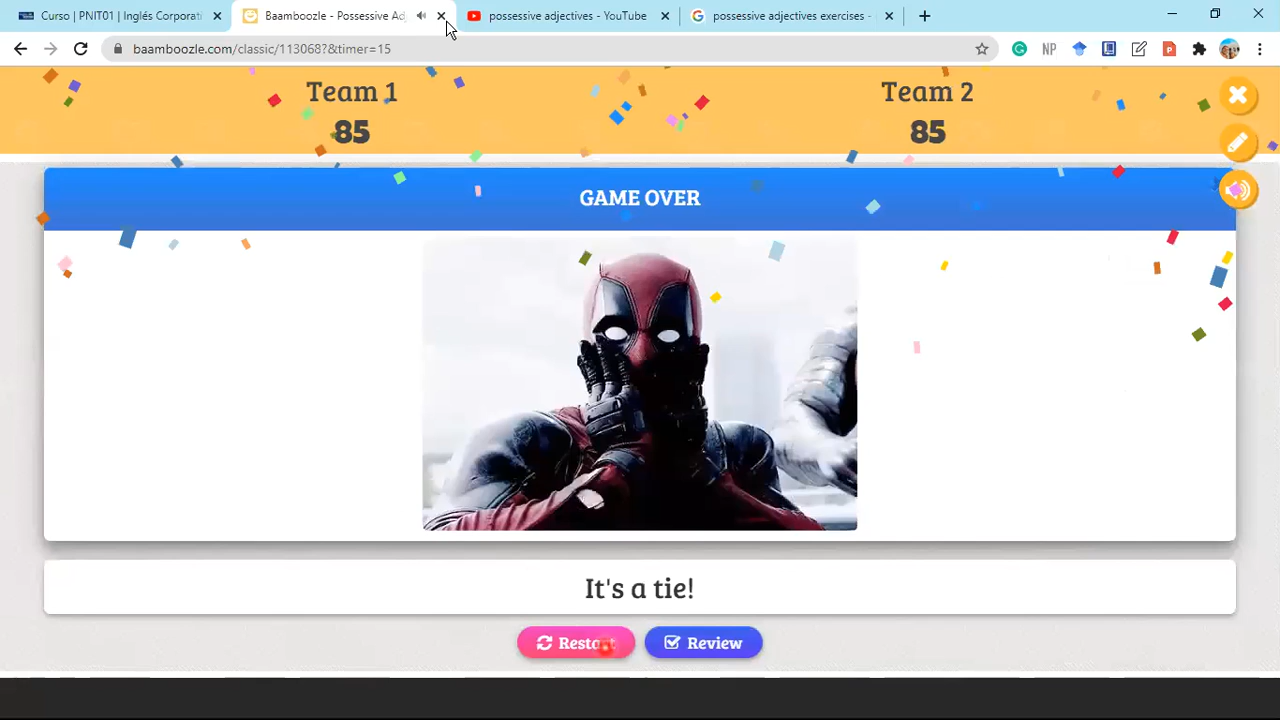 Curso | PNIT01 | Inglés Corporati
Baamboozle - Possessive Adj
possessive adjectives - YouTube
possessive adjectives exercises -
baamboozle.com/classic/113068?&timer=15
NP
Team 1
Team 2
85
85
GAME OVER
It's a tie!
Restart
Review